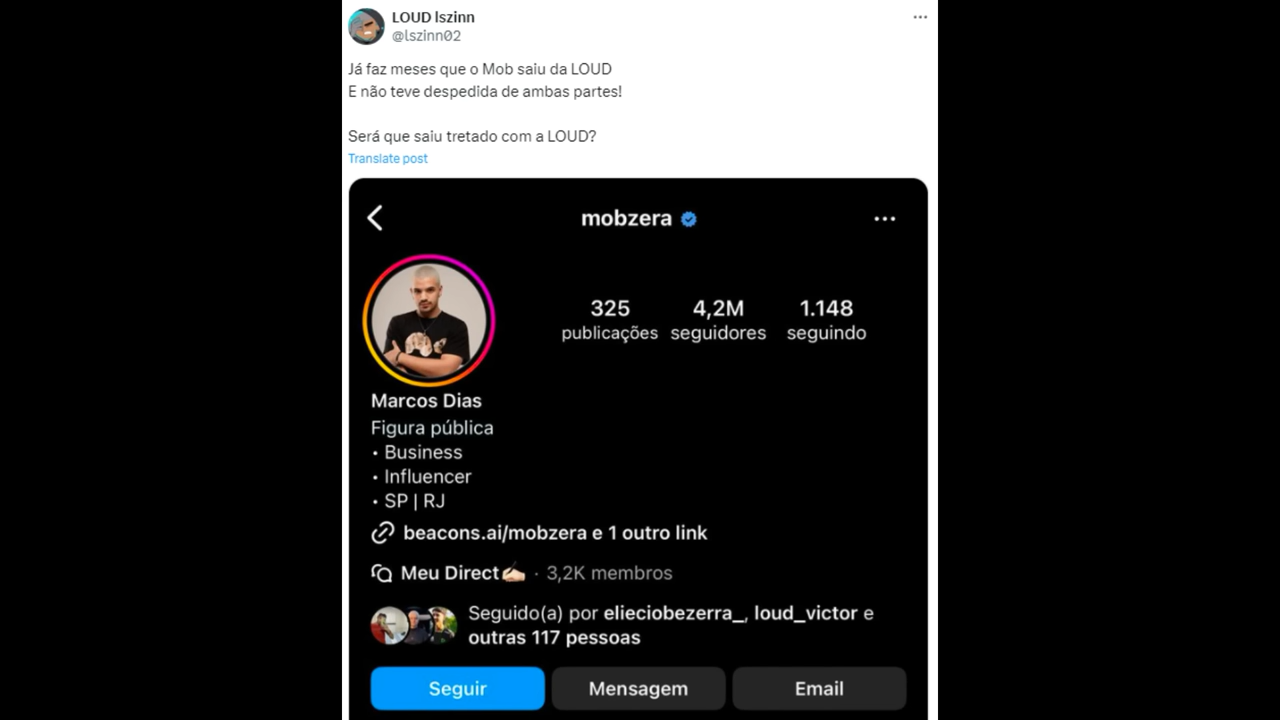 LOUD lszinn
@lszinn02
Já faz meses que o Mob saiu da LOUD
E não teve despedida de ambas partes!
Será que saiu tretado com a LOUD?
Translate post
mobzera
325
4,2M
1.148
publicações
seguidores
seguindo
Marcos Dias
Figura pública
• Business
• Influencer
• SP | RJ
beacons.ai/mobzera e 1 outro link
Meu Direct✍🏻 · 3,2K membros
Seguido(a) por elieciobezerra_, loud_victor e
outras 117 pessoas
Seguir
Mensagem
Email